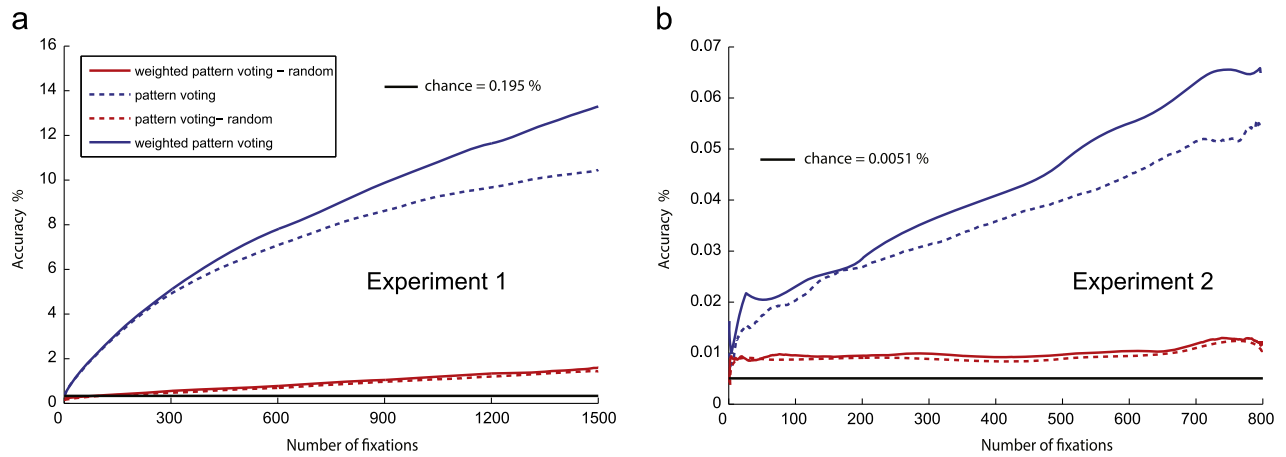 a
16
14
12
10
8
6
4
2
0
Accuracy %
weighted pattern voting – random
pattern voting
pattern voting– random
weighted pattern voting
chance = 0.195 %
Experiment 1
0 300 600 900 1200 1500
Number of fixations
b
0.07
0.06
0.05
0.04
0.03
0.02
0.01
0
Accuracy %
chance = 0.0051 %
Experiment 2
0 100 200 300 400 500 600 700 800
Number of fixations